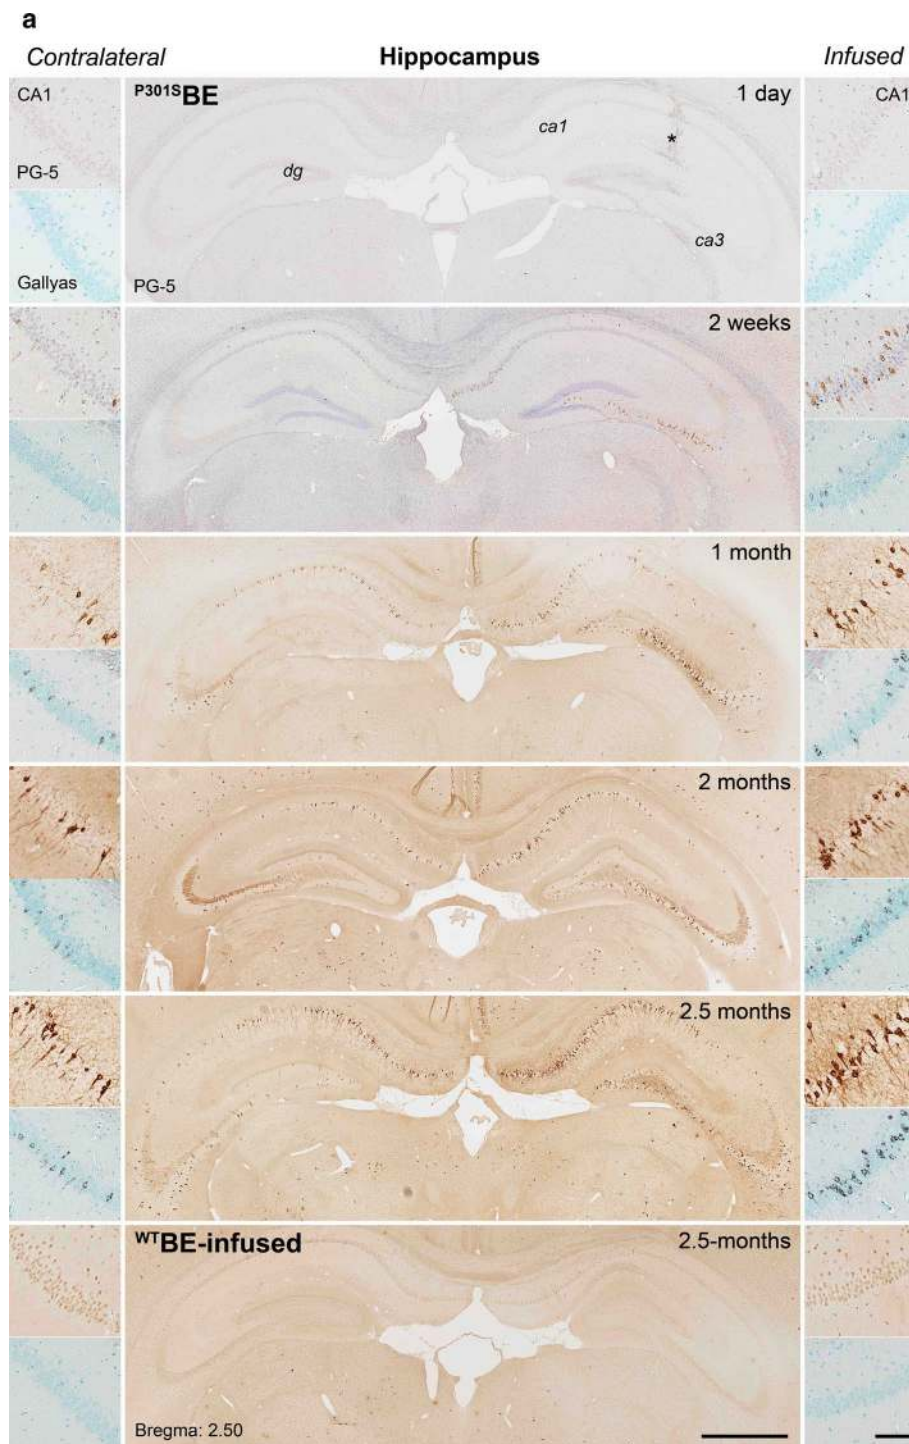 a
Contralateral Hippocampus Infused
CA1 P301SBE 1 day CA1
ca1
*
PG-5 dg
ca3
Gallyas PG-5
2 weeks
1 month
2 months
2.5 months
WTBE-infused 2.5-months
Bregma: 2.50